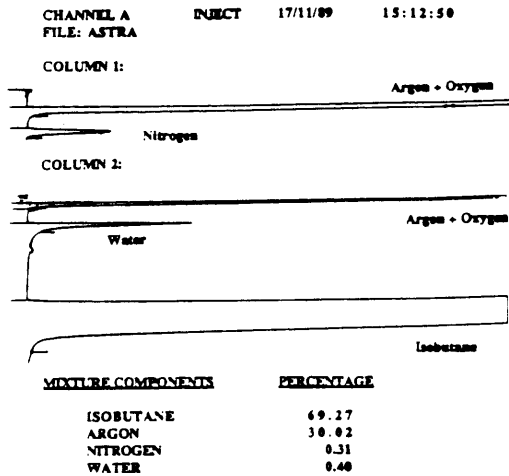 CHANNEL A INJECT 17/11/89 15:12:50
FILE: ASTRA
COLUMN 1:
Argon + Oxygen
Nitrogen
COLUMN 2:
Argon + Oxygen
Water
Isobutane
MIXTURE COMPONENTS PERCENTAGE
ISOBUTANE 69.27
ARGON 30.02
NITROGEN 0.31
WATER 0.40